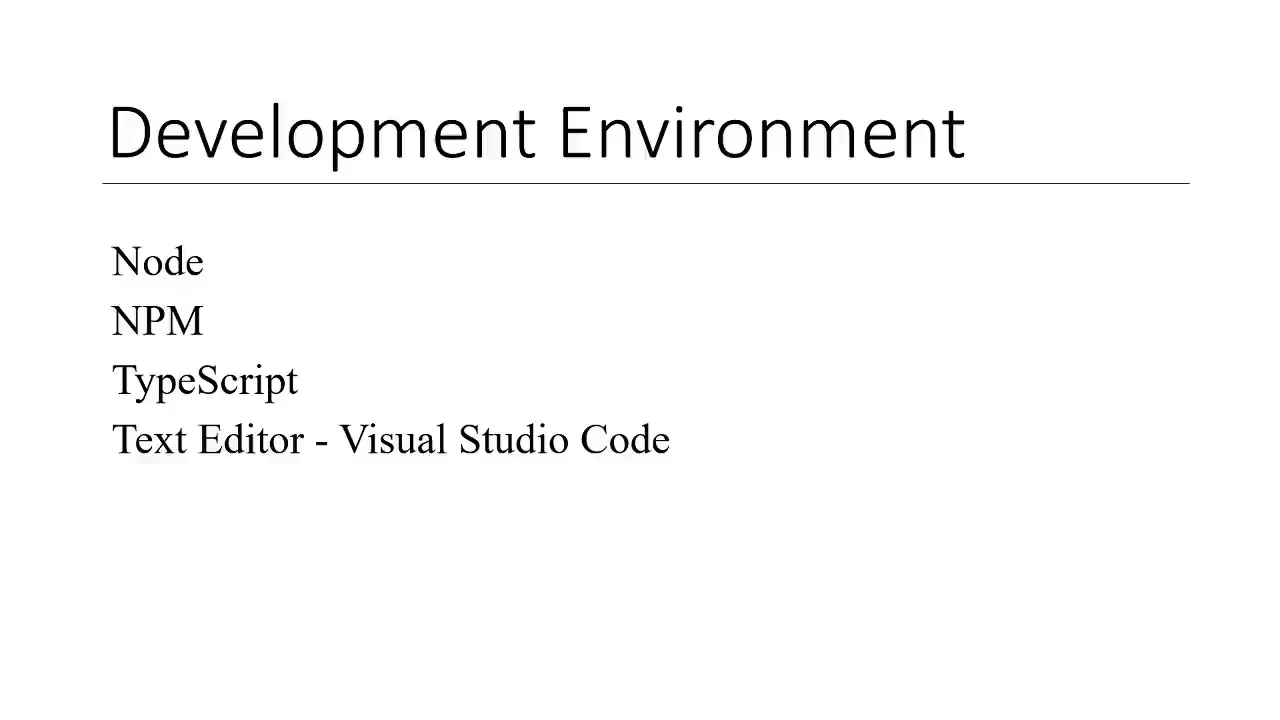 Development Environment
Node
NPM
TypeScript
Text Editor - Visual Studio Code